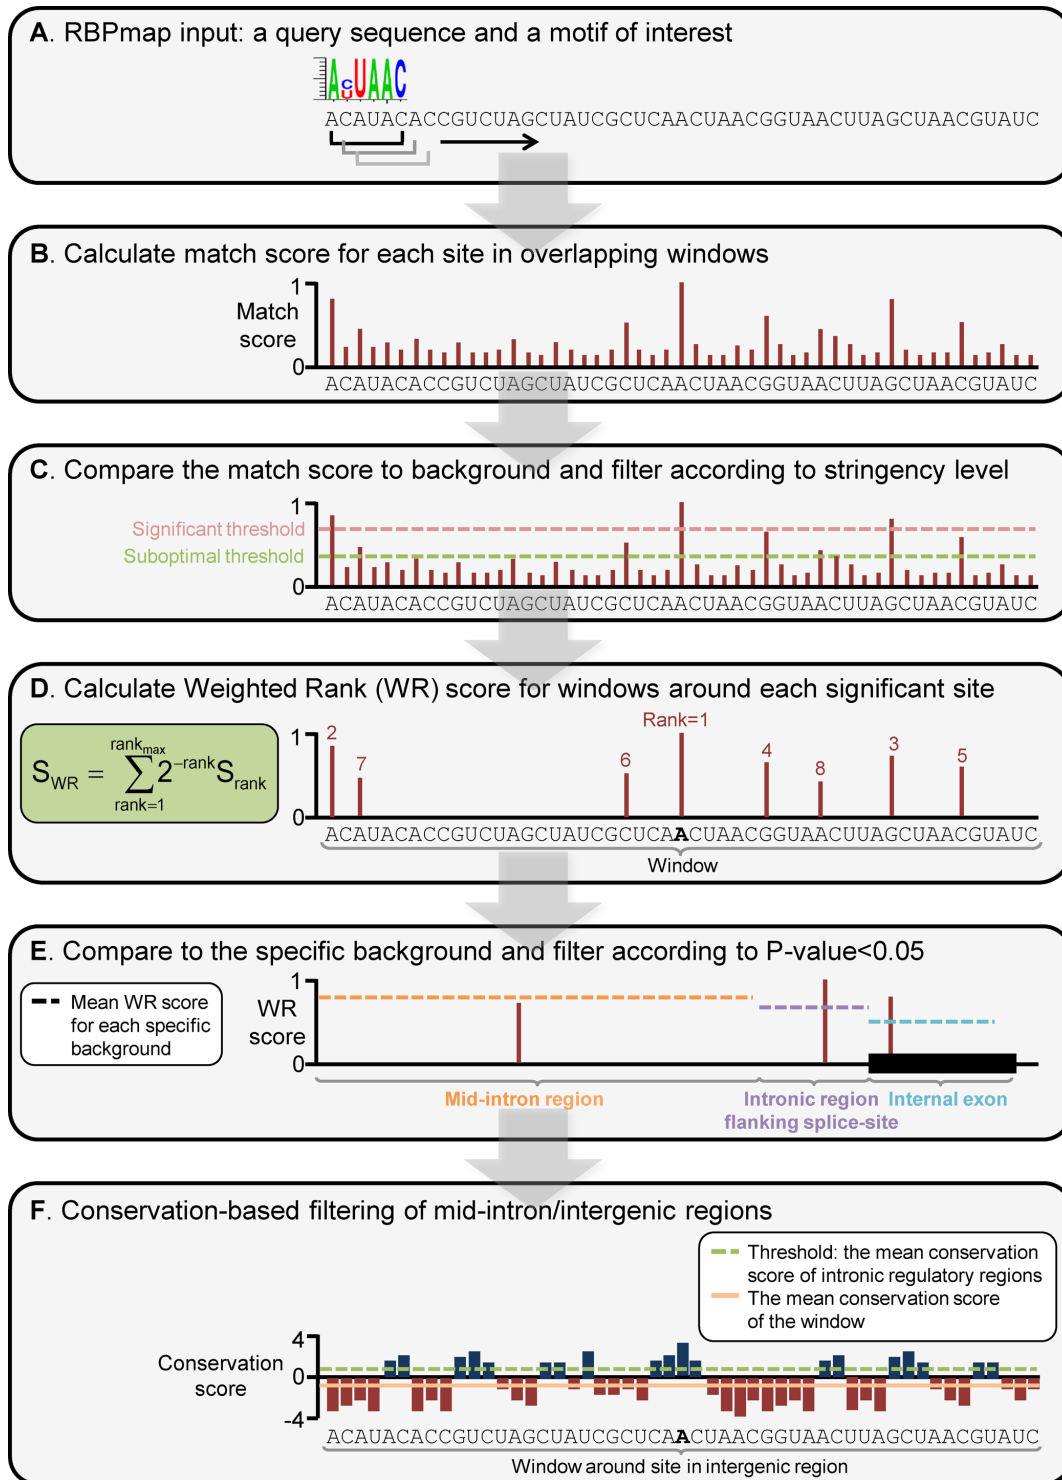 A. RBPmap input: a query sequence and a motif of interest
ACUUAAC
ACAUACACCGUCUAGCUAUCGCUCAACUAACGGUAACUUAGCUAACGUAUC
B. Calculate match score for each site in overlapping windows
1
Match
score
0
ACAUACACCGUCUAGCUAUCGCUCAACUAACGGUAACUUAGCUAACGUAUC
C. Compare the match score to background and filter according to stringency level
1
Significant threshold
Suboptimal threshold
0
ACAUACACCGUCUAGCUAUCGCUCAACUAACGGUAACUUAGCUAACGUAUC
D. Calculate Weighted Rank (WR) score for windows around each significant site
S_WR = ∑_{rank=1}^{rank_max} 2^{-rank} S_rank
1
0
2 7 6 Rank=1 4 8 3 5
ACAUACACCGUCUAGCUAUCGCUCAACUAACGGUAACUUAGCUAACGUAUC
Window
E. Compare to the specific background and filter according to P-value<0.05
Mean WR score
for each specific
background
1
WR
score
0
Mid-intron region
Intronic region
flanking splice-site
Internal exon
F. Conservation-based filtering of mid-intron/intergenic regions
Threshold: the mean conservation
score of intronic regulatory regions
The mean conservation score
of the window
4
Conservation
score
0
-4
ACAUACACCGUCUAGCUAUCGCUCAACUAACGGUAACUUAGCUAACGUAUC
Window around site in intergenic region